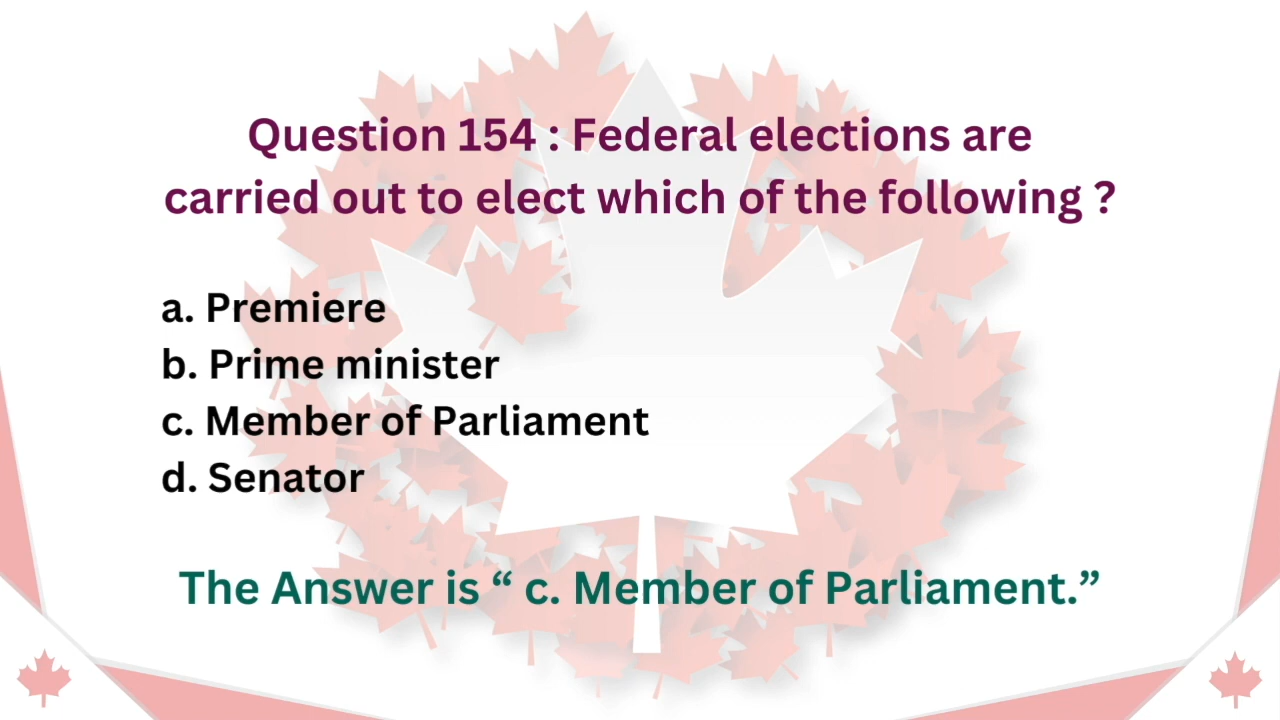 Question 154 : Federal elections are
carried out to elect which of the following ?
a. Premiere
b. Prime minister
c. Member of Parliament
d. Senator
The Answer is “ c. Member of Parliament.”